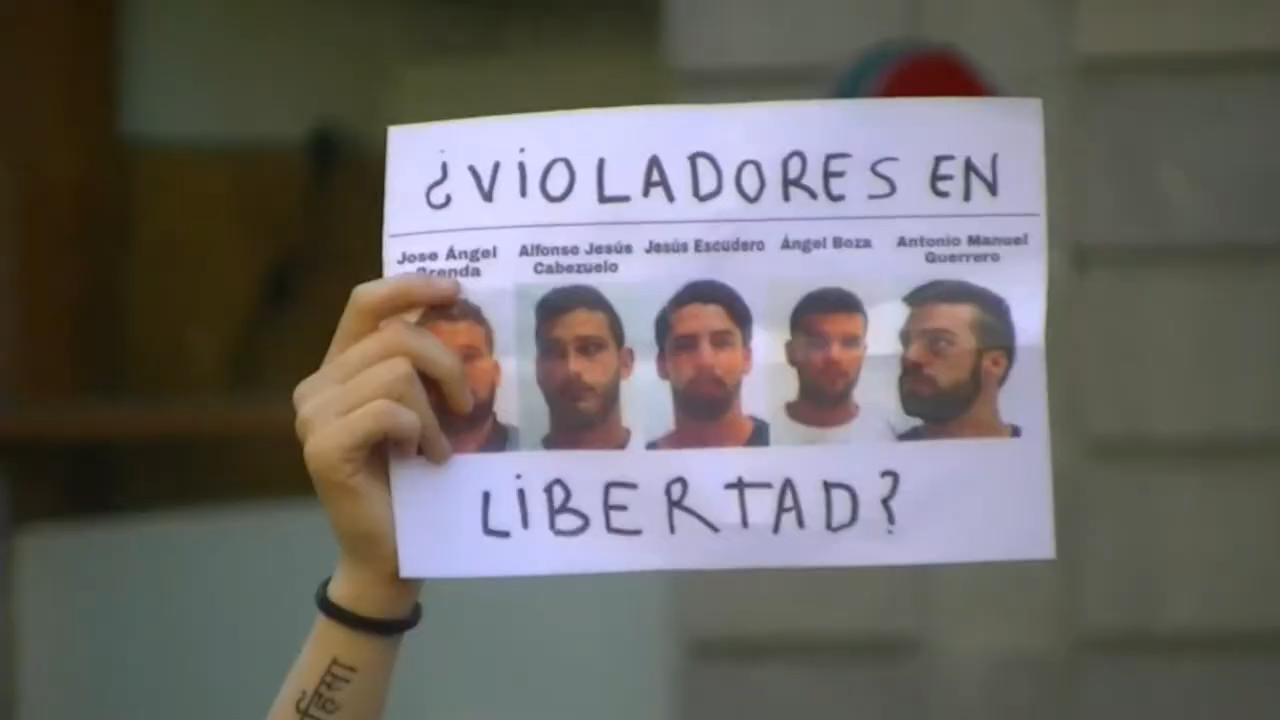 ¿VIOLADORES EN
Jose Ángel
Prenda
Alfonso Jesús
Cabezuelo
Jesús Escudero
Ángel Boza
Antonio Manuel
Guerrero
LIBERTAD?